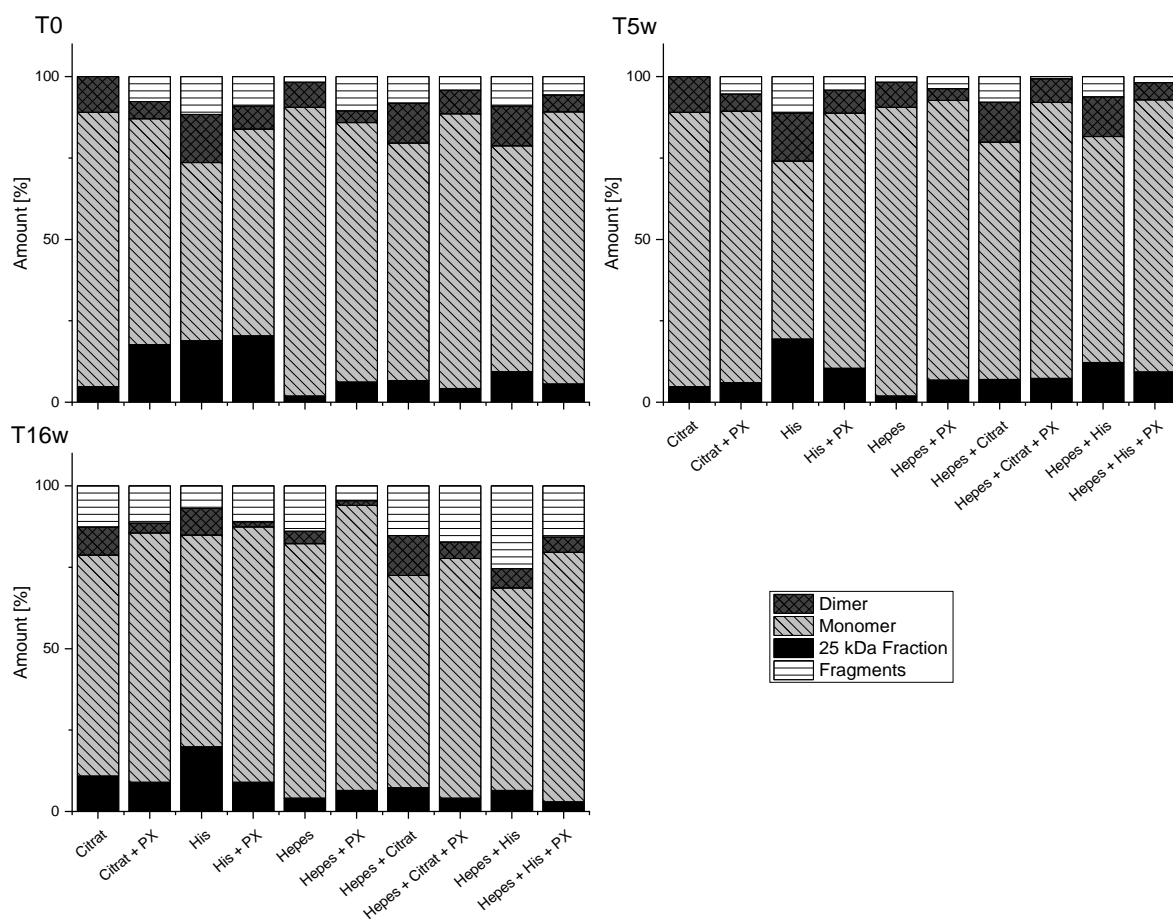 T0
100
50
0
Amount [%]
T5w
100
50
0
Amount [%]
Citrat
Citrat + PX
His
His + PX
Hepes
Hepes + PX
Hepes + Citrat
Hepes + Citrat + PX
Hepes + His
Hepes + His + PX
T16w
100
50
0
Amount [%]
Citrat
Citrat + PX
His
His + PX
Hepes
Hepes + PX
Hepes + Citrat
Hepes + Citrat + PX
Hepes + His
Hepes + His + PX
Dimer
Monomer
25 kDa Fraction
Fragments